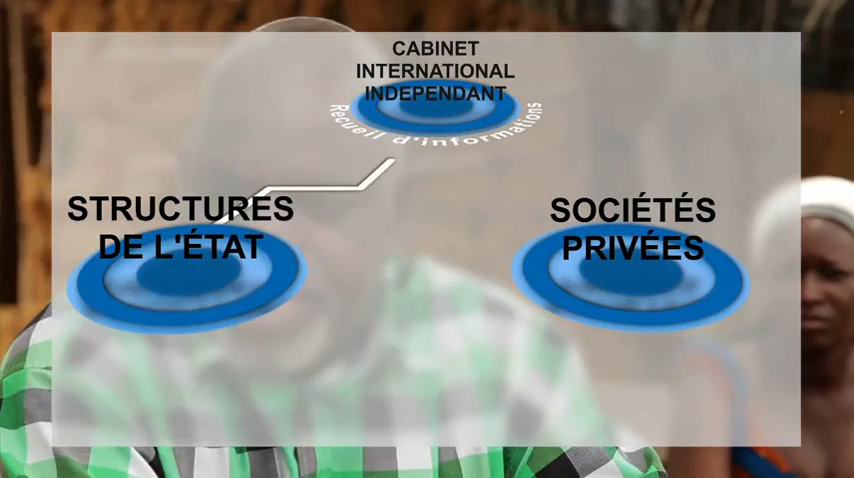 CABINET
INTERNATIONAL
INDEPENDANT
Recueil d'informations
STRUCTURES
DE L'ÉTAT
SOCIÉTÉS
PRIVÉES